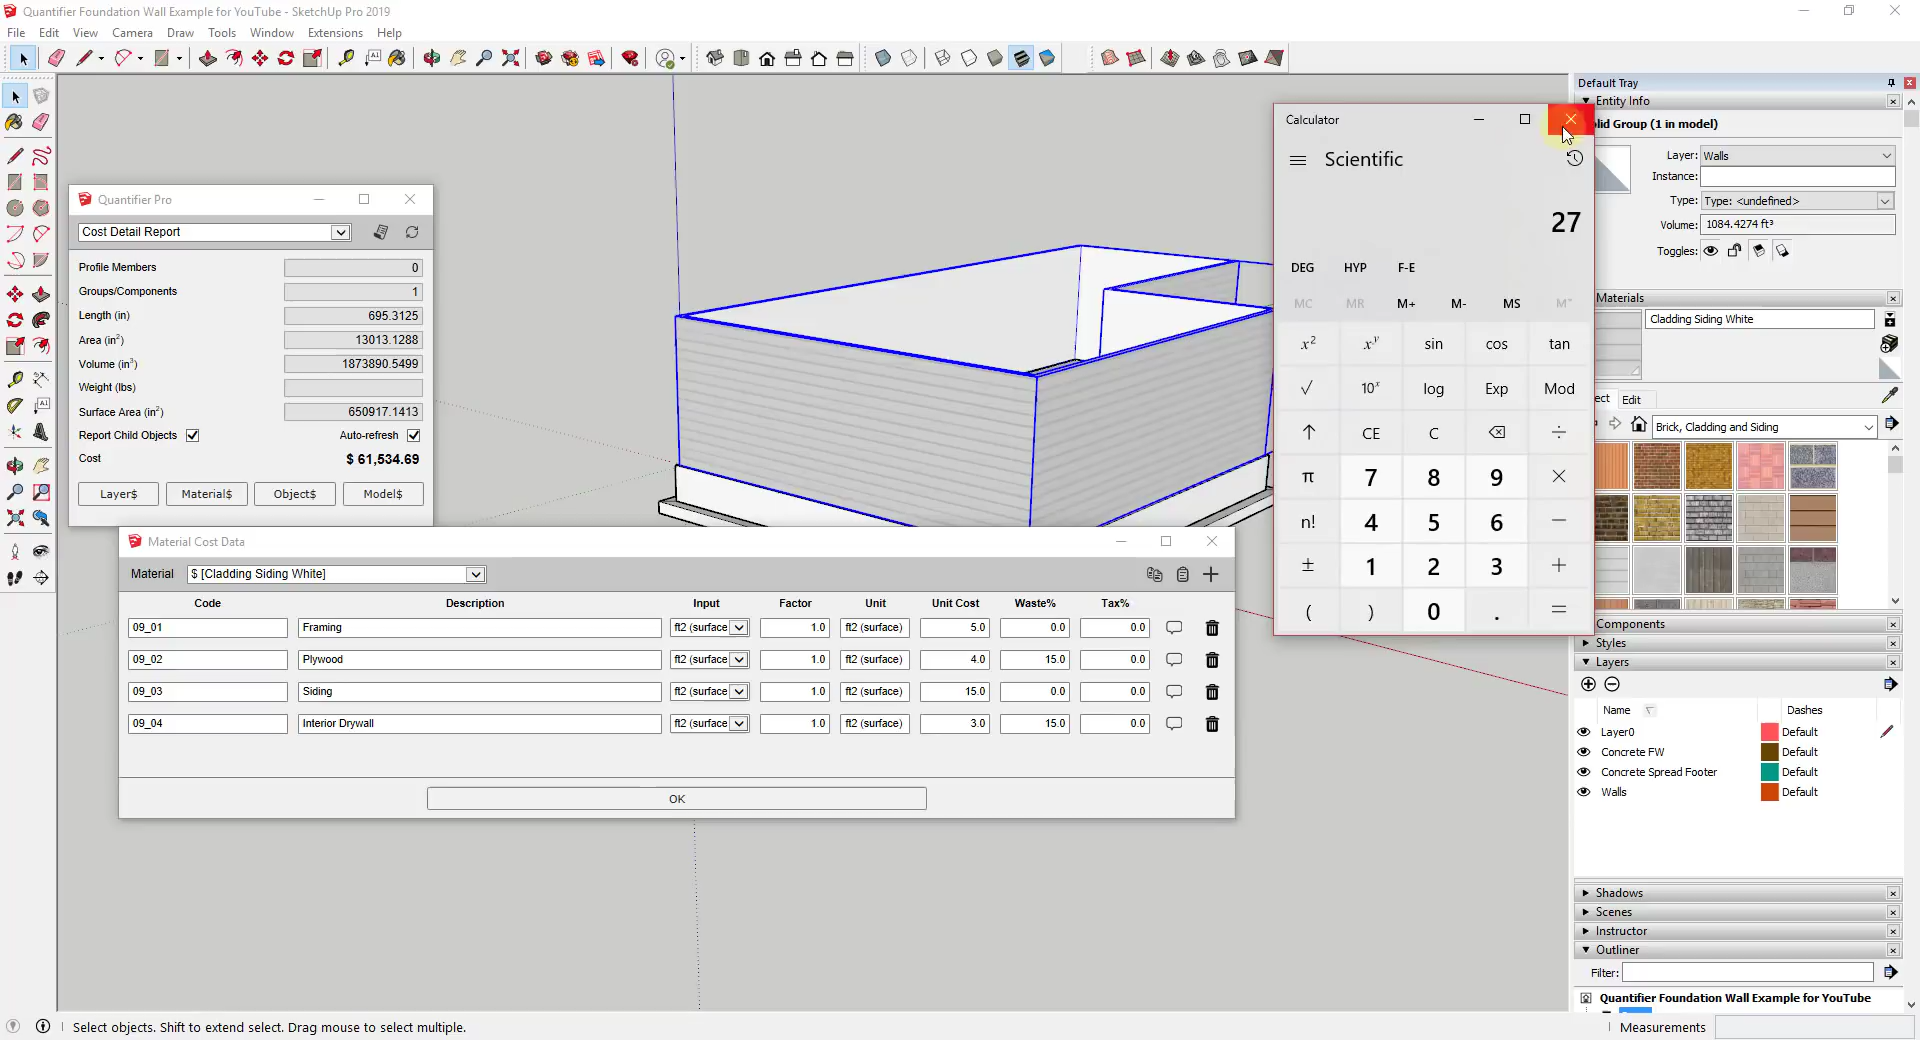 Quantifier Foundation Wall Example for YouTube - SketchUp Pro 2019
File Edit View Camera Draw Tools Window Extensions Help
Default Tray
Entity Info
lid Group (1 in model)
Layer: Walls
Instance:
Type: Type: <undefined>
Volume: 1084.4274 ft³
Toggles:
Calculator
Scientific
27
DEG HYP F-E
MC MR M+ M- MS
x² xʸ sin cos tan
√ 10ˣ log Exp Mod
↑ CE C ÷
π 7 8 9 ×
n! 4 5 6 −
± 1 2 3 +
( ) 0 . =
Quantifier Pro
Cost Detail Report
Profile Members 0
Groups/Components 1
Length (in) 695.3125
Area (in²) 13013.1288
Volume (in³) 1873890.5499
Weight (lbs)
Surface Area (in²) 650917.1413
Report Child Objects Auto-refresh
Cost $ 61,534.69
Layer$ Material$ Object$ Model$
Material Cost Data
Material $ [Cladding Siding White]
Code Description Input Factor Unit Unit Cost Waste% Tax%
09_01 Framing ft2 (surface 1.0 ft2 (surface) 5.0 0.0 0.0
09_02 Plywood ft2 (surface 1.0 ft2 (surface) 4.0 15.0 0.0
09_03 Siding ft2 (surface 1.0 ft2 (surface) 15.0 0.0 0.0
09_04 Interior Drywall ft2 (surface 1.0 ft2 (surface) 3.0 15.0 0.0
OK
Materials
Cladding Siding White
ect Edit
Brick, Cladding and Siding
Components
Styles
Layers
Name Dashes
Layer0 Default
Concrete FW Default
Concrete Spread Footer Default
Walls Default
Shadows
Scenes
Instructor
Outliner
Filter:
Quantifier Foundation Wall Example for YouTube
Select objects. Shift to extend select. Drag mouse to select multiple.
Measurements